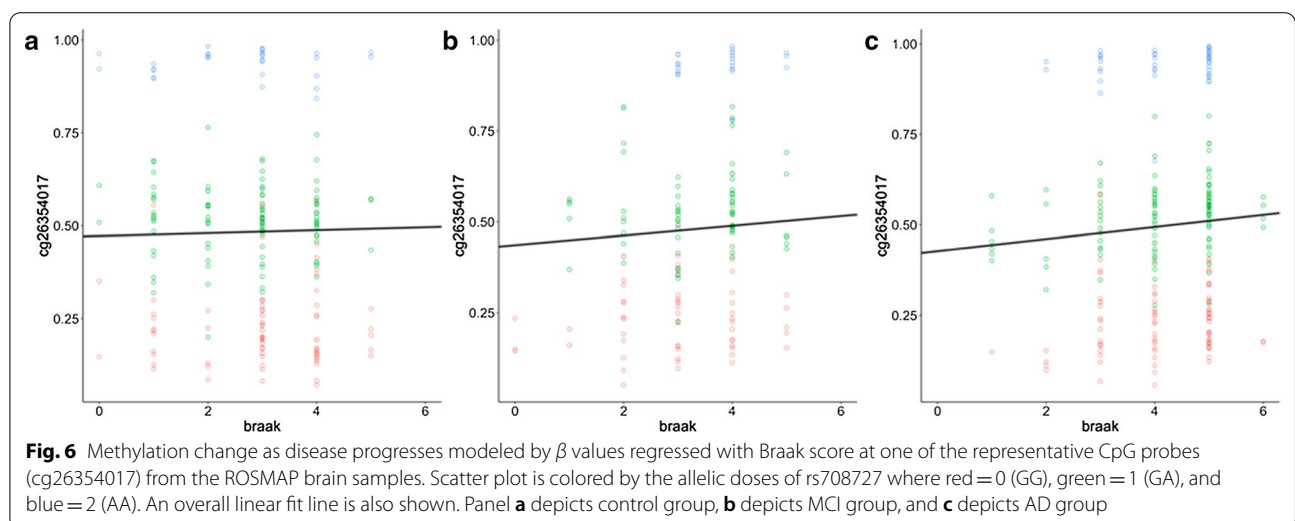 a
b
c
1.00
0.75
0.50
0.25
cg26354017
0 2 4 6
braak
1.00
0.75
0.50
0.25
cg26354017
0 2 4 6
braak
1.00
0.75
0.50
0.25
cg26354017
0 2 4 6
braak
Fig. 6 Methylation change as disease progresses modeled by β values regressed with Braak score at one of the representative CpG probes
(cg26354017) from the ROSMAP brain samples. Scatter plot is colored by the allelic doses of rs708727 where red = 0 (GG), green = 1 (GA), and
blue = 2 (AA). An overall linear fit line is also shown. Panel a depicts control group, b depicts MCI group, and c depicts AD group